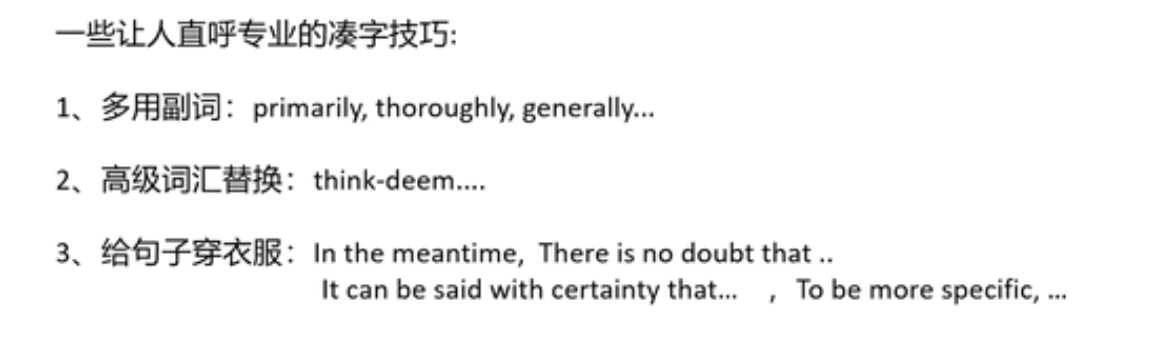 一些让人直呼专业的凑字技巧:
1、多用副词：primarily, thoroughly, generally...
2、高级词汇替换：think-deem....
3、给句子穿衣服：In the meantime, There is no doubt that ..
It can be said with certainty that... , To be more specific, ...